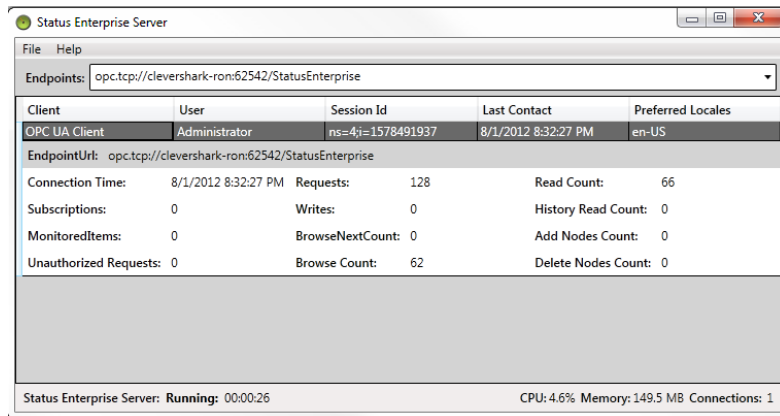 Status Enterprise Server
File Help
Endpoints: opc.tcp://clevershark-ron:62542/StatusEnterprise
Client User Session Id Last Contact Preferred Locales
OPC UA Client Administrator ns=4;i=1578491937 8/1/2012 8:32:27 PM en-US
EndpointUrl: opc.tcp://clevershark-ron:62542/StatusEnterprise
Connection Time: 8/1/2012 8:32:27 PM Requests: 128 Read Count: 66
Subscriptions: 0 Writes: 0 History Read Count: 0
MonitoredItems: 0 BrowseNextCount: 0 Add Nodes Count: 0
Unauthorized Requests: 0 Browse Count: 62 Delete Nodes Count: 0
Status Enterprise Server: Running: 00:00:26 CPU: 4.6% Memory: 149.5 MB Connections: 1